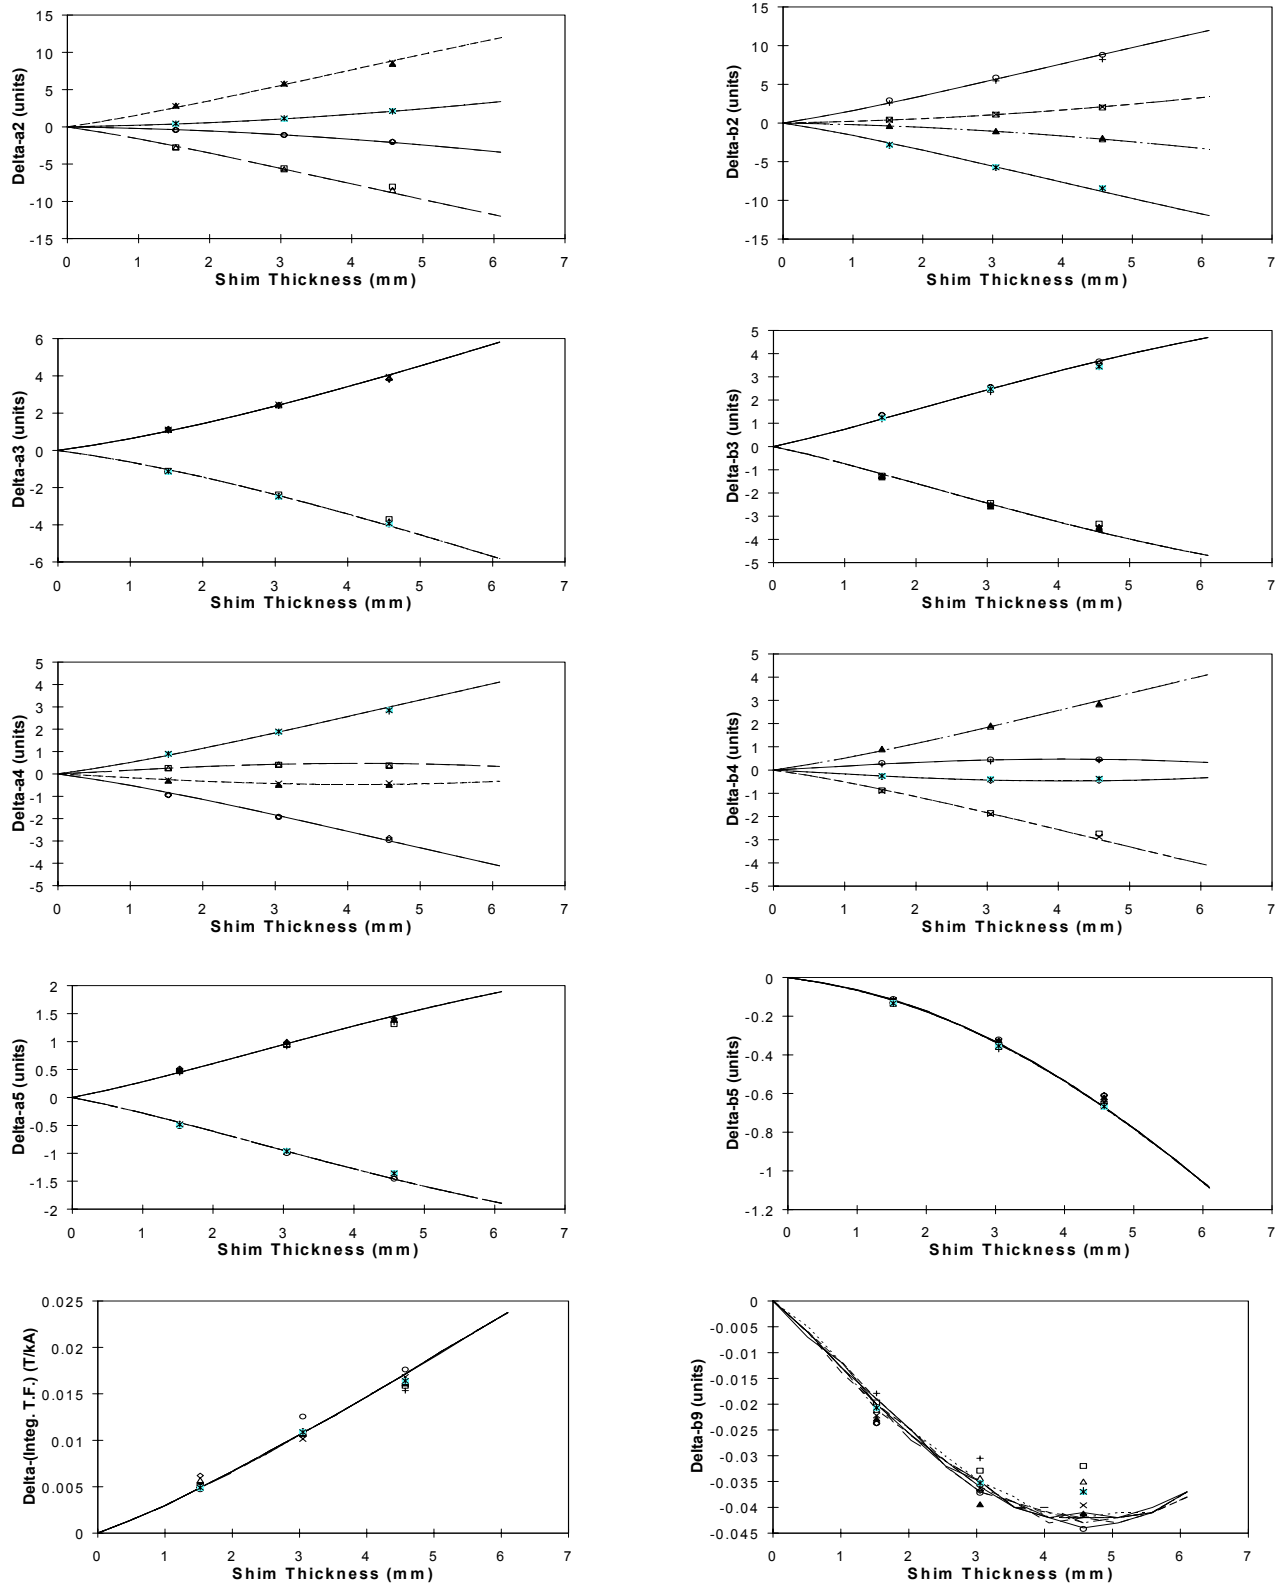 Delta-a2 (units)
15
10
5
0
-5
-10
-15
0 1 2 3 4 5 6 7
Shim Thickness (mm)
Delta-b2 (units)
15
10
5
0
-5
-10
-15
0 1 2 3 4 5 6 7
Shim Thickness (mm)
Delta-a3 (units)
6
4
2
0
-2
-4
-6
0 1 2 3 4 5 6 7
Shim Thickness (mm)
Delta-b3 (units)
5
4
3
2
1
0
-1
-2
-3
-4
-5
0 1 2 3 4 5 6 7
Shim Thickness (mm)
Delta-a4 (units)
5
4
3
2
1
0
-1
-2
-3
-4
-5
0 1 2 3 4 5 6 7
Shim Thickness (mm)
Delta-b4 (units)
5
4
3
2
1
0
-1
-2
-3
-4
-5
0 1 2 3 4 5 6 7
Shim Thickness (mm)
Delta-a5 (units)
2
1.5
1
0.5
0
-0.5
-1
-1.5
-2
0 1 2 3 4 5 6 7
Shim Thickness (mm)
Delta-b5 (units)
0
-0.2
-0.4
-0.6
-0.8
-1
-1.2
0 1 2 3 4 5 6 7
Shim Thickness (mm)
Delta-(Integ. T.F.) (T/kA)
0.025
0.02
0.015
0.01
0.005
0
0 1 2 3 4 5 6 7
Shim Thickness (mm)
Delta-b9 (units)
0
-0.005
-0.01
-0.015
-0.02
-0.025
-0.03
-0.035
-0.04
-0.045
0 1 2 3 4 5 6 7
Shim Thickness (mm)